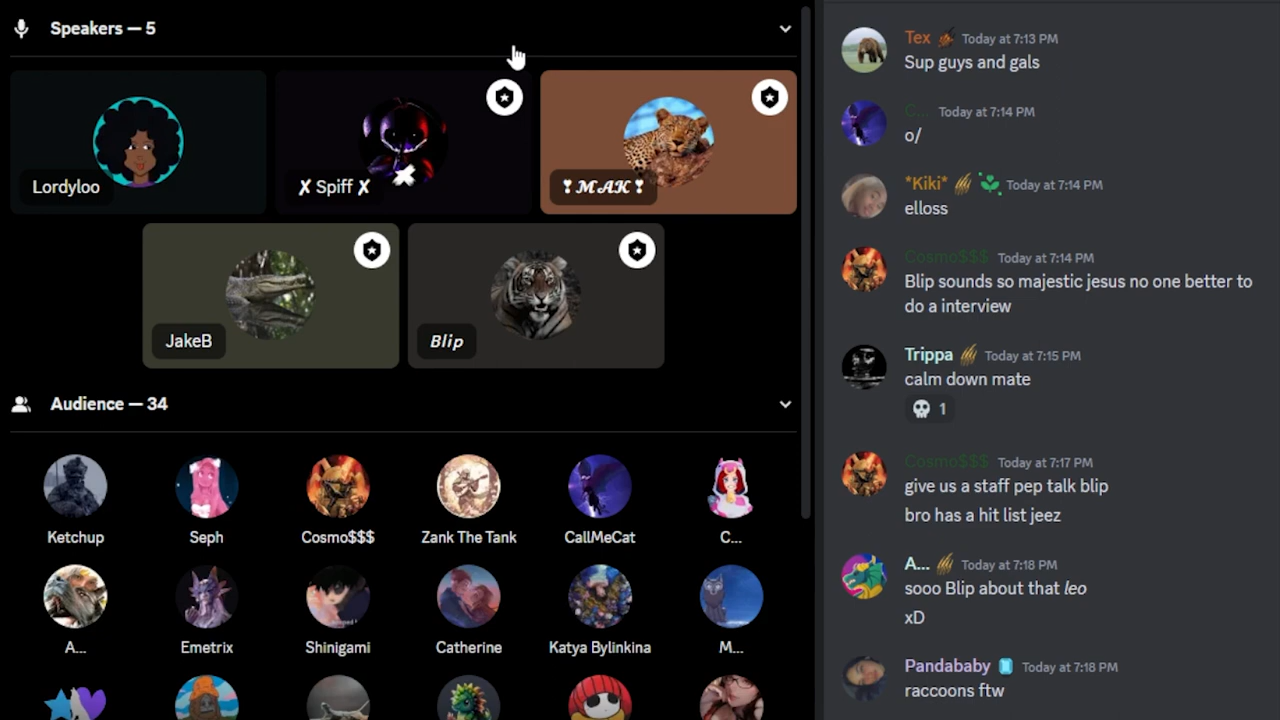 Speakers — 5
Lordyloo
✗ Spiff ✗
❢𝓜𝓐𝓚❢
JakeB
Blip
Audience — 34
Ketchup
Seph
Cosmo$$$
Zank The Tank
CallMeCat
C...
A...
Emetrix
Shinigami
Catherine
Katya Bylinkina
M...
Tex Today at 7:13 PM
Sup guys and gals
C... Today at 7:14 PM
o/
*Kiki* Today at 7:14 PM
elloss
Cosmo$$$ Today at 7:14 PM
Blip sounds so majestic jesus no one better to
do a interview
Trippa Today at 7:15 PM
calm down mate
1
Cosmo$$$ Today at 7:17 PM
give us a staff pep talk blip
bro has a hit list jeez
A... Today at 7:18 PM
sooo Blip about that leo
xD
Pandababy Today at 7:18 PM
raccoons ftw